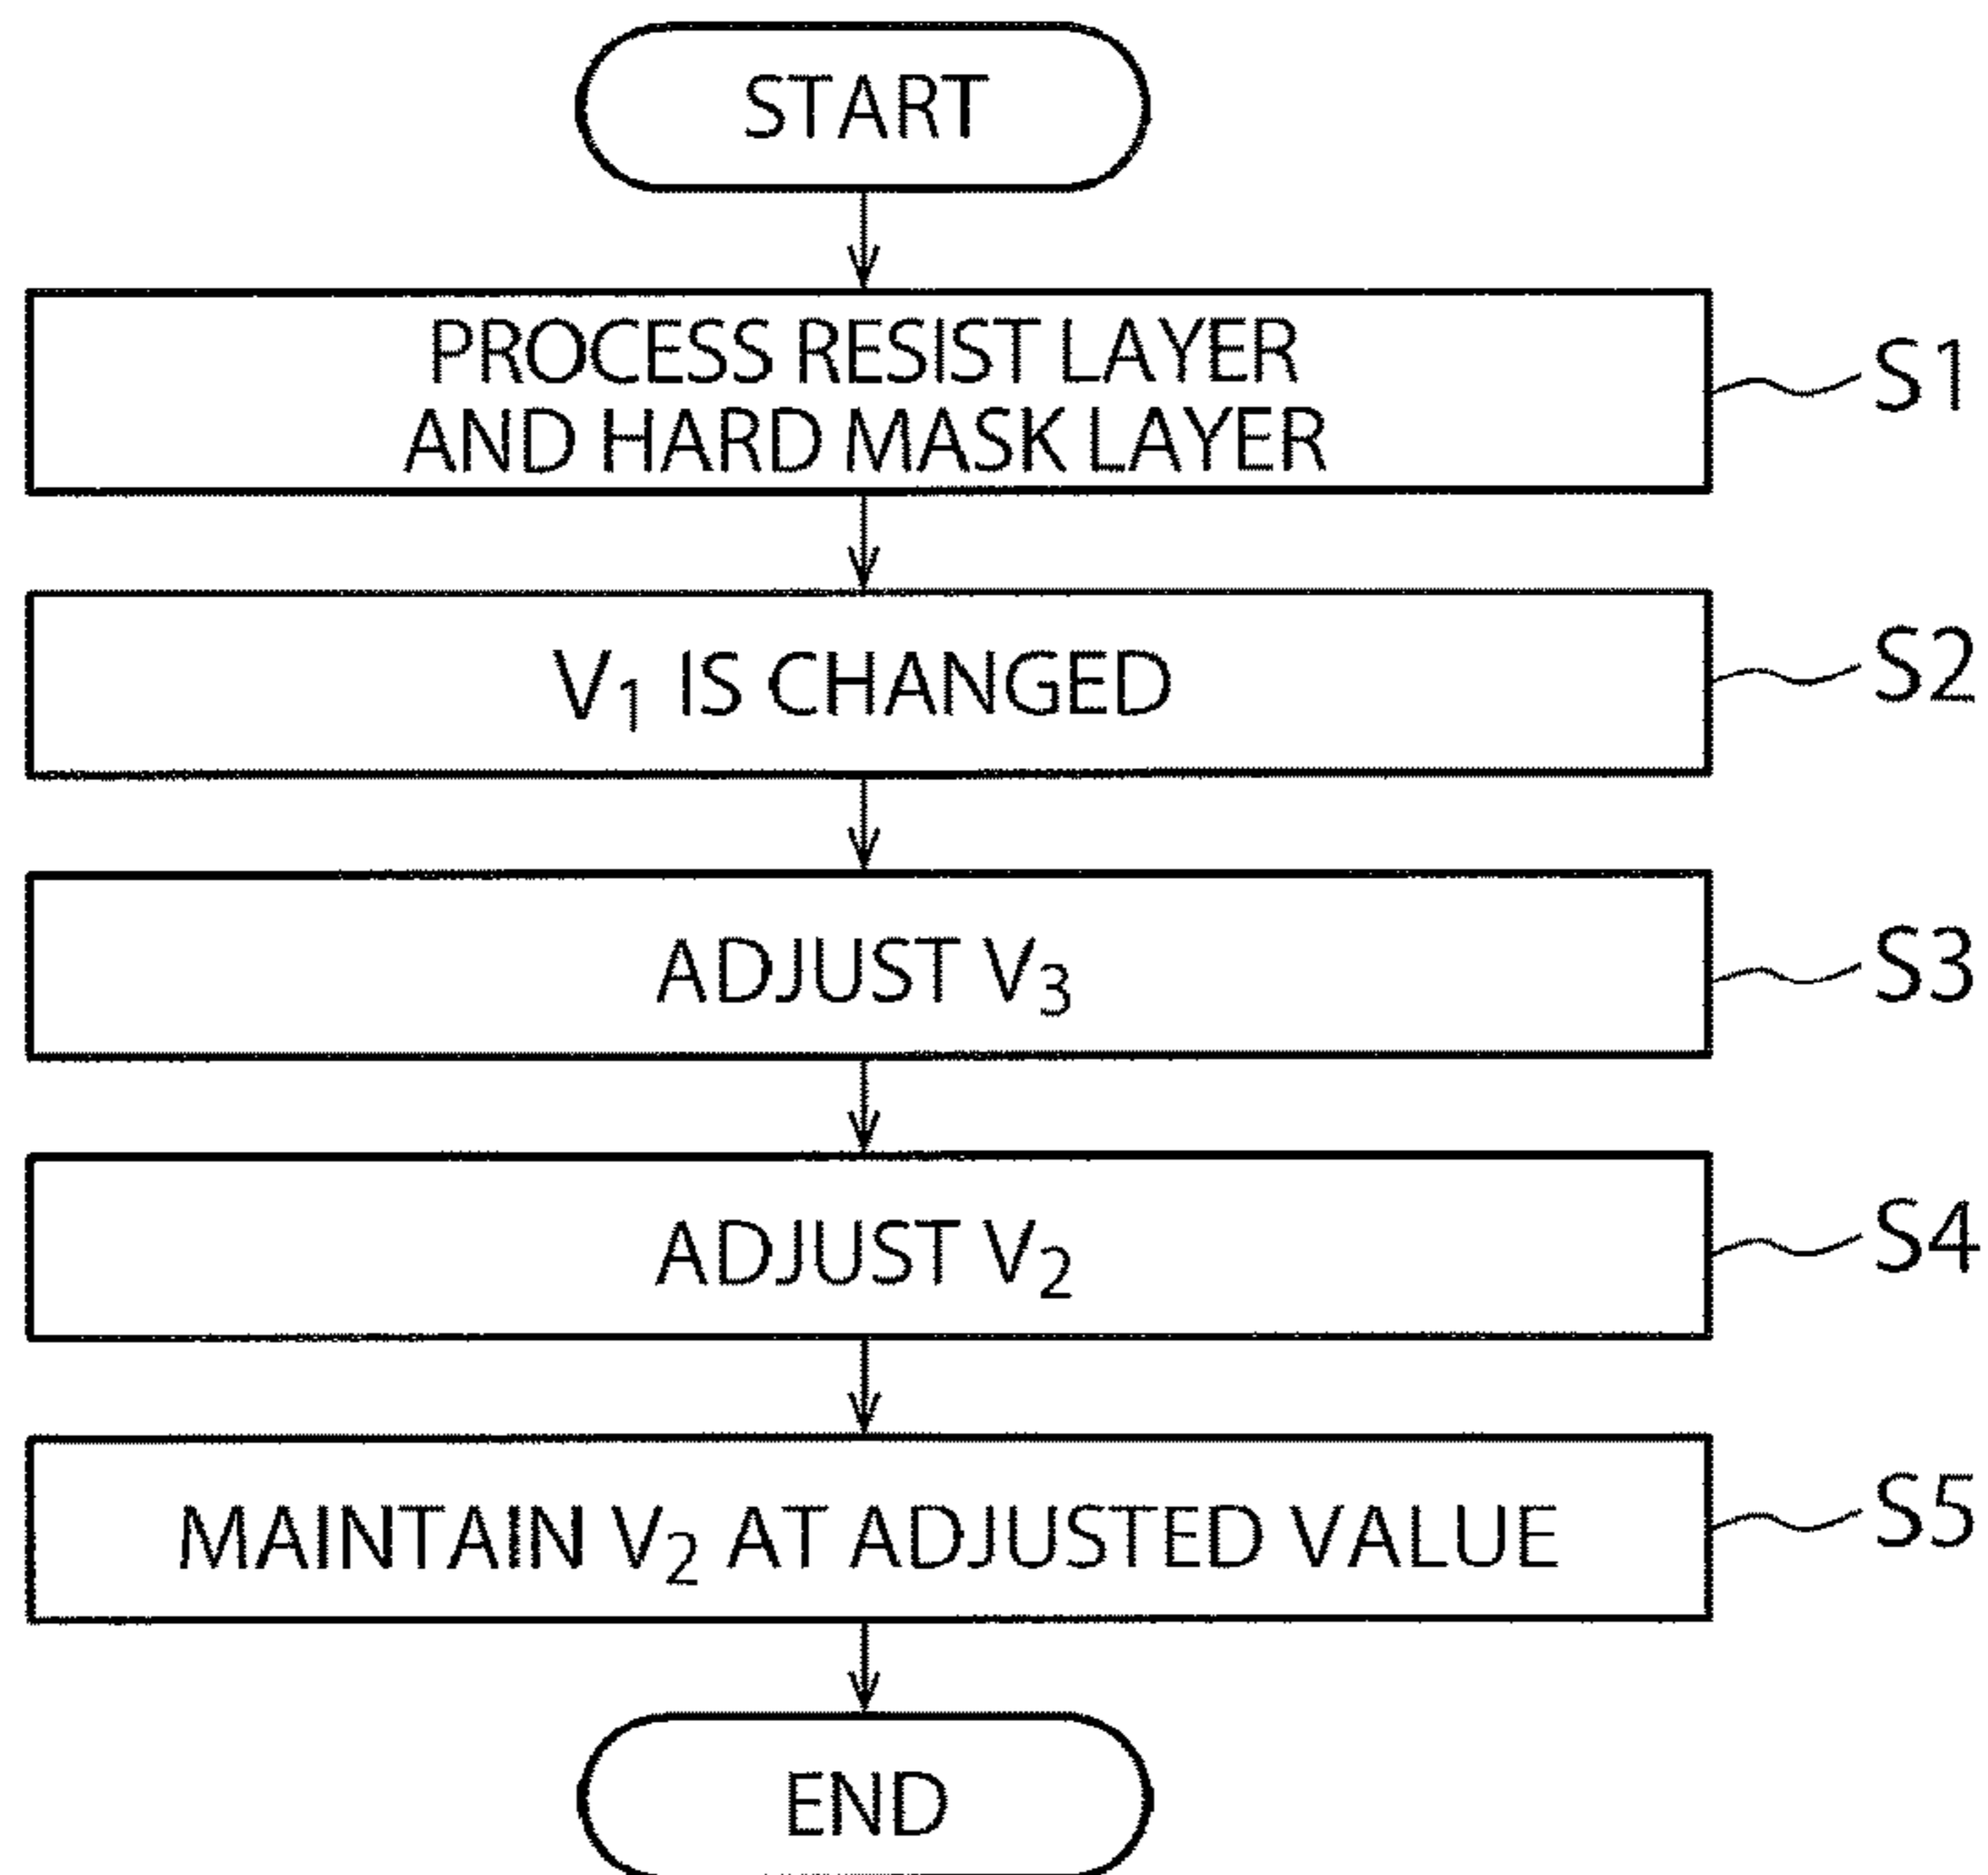 START
PROCESS RESIST LAYER
AND HARD MASK LAYER
S1
V₁ IS CHANGED
S2
ADJUST V₃
S3
ADJUST V₂
S4
MAINTAIN V₂ AT ADJUSTED VALUE
S5
END